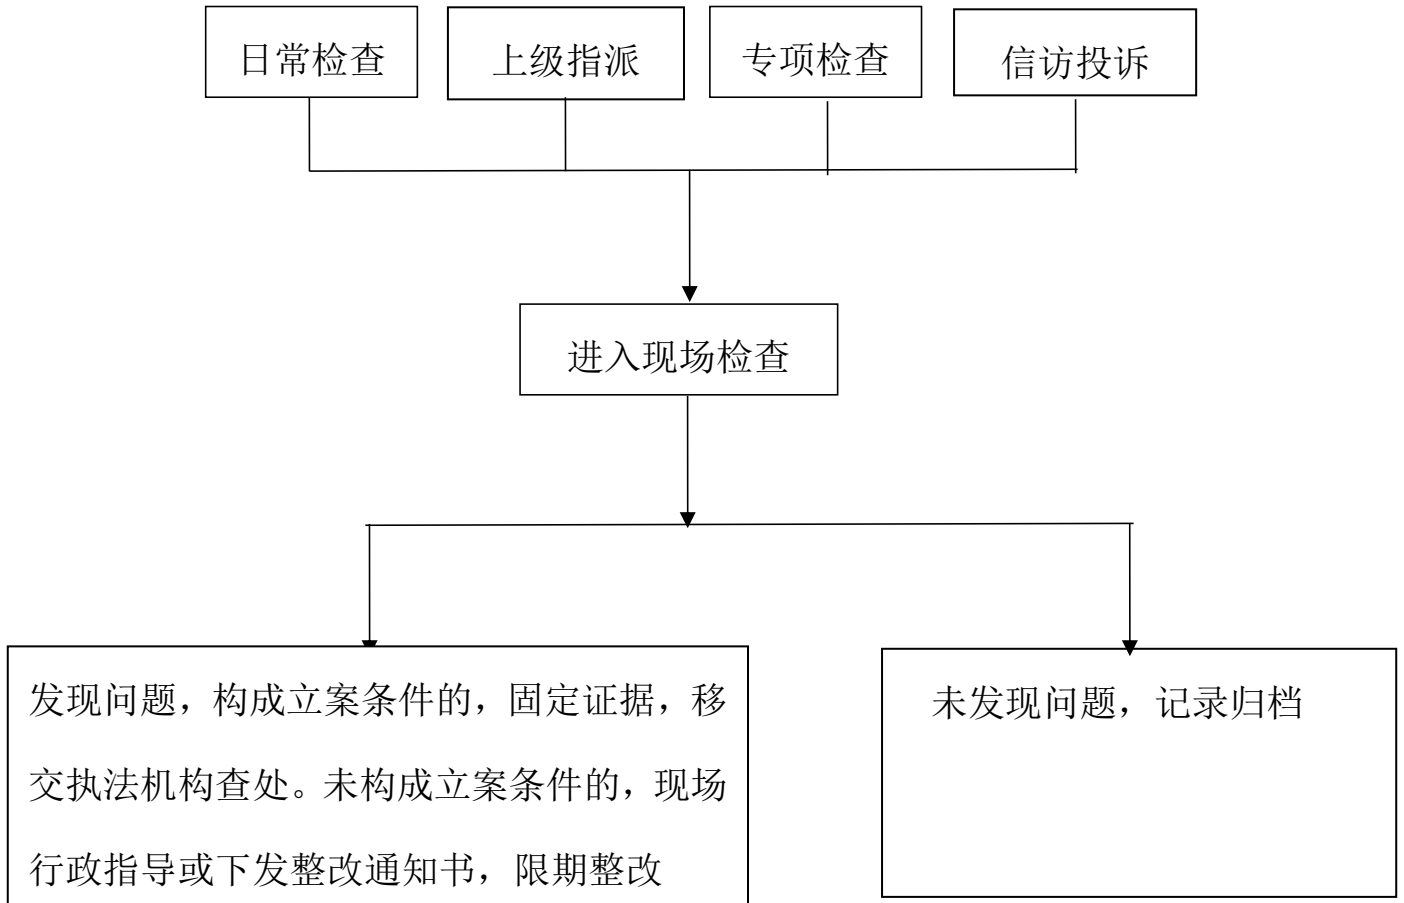 日常检查
上级指派
专项检查
信访投诉
进入现场检查
发现问题，构成立案条件的，固定证据，移
交执法机构查处。未构成立案条件的，现场
行政指导或下发整改通知书，限期整改
未发现问题，记录归档